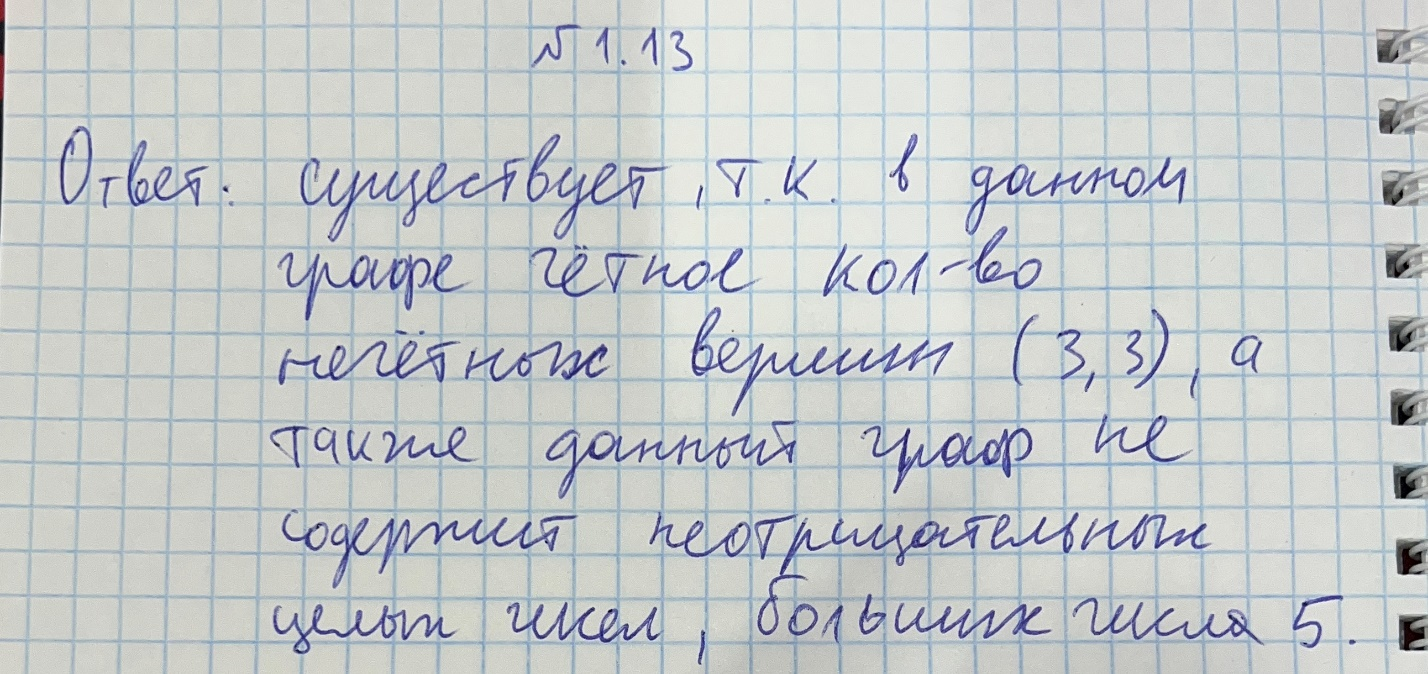 № 1.13
Ответ: существует, т.к. в данном
графе чётное кол-во
нечётных вершин (3, 3), а
также данный граф не
содержит неотрицательных
целых чисел, больших числа 5.